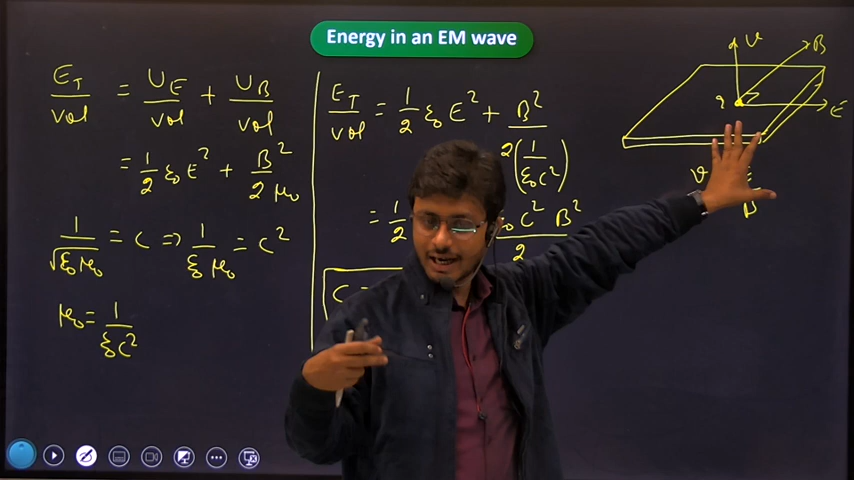 Energy in an EM wave
E_T/vol = U_E/vol + U_B/vol
= 1/2 ε₀E² + B²/2μ₀
1/√(ε₀μ₀) = C ⇒ 1/ε₀μ₀ = C²
μ₀ = 1/ε₀C²
E_T/vol = 1/2 ε₀E² + B²/2(1/ε₀C²)
= 1/2 C² B²/2
C =
v
B
q
E
v
B